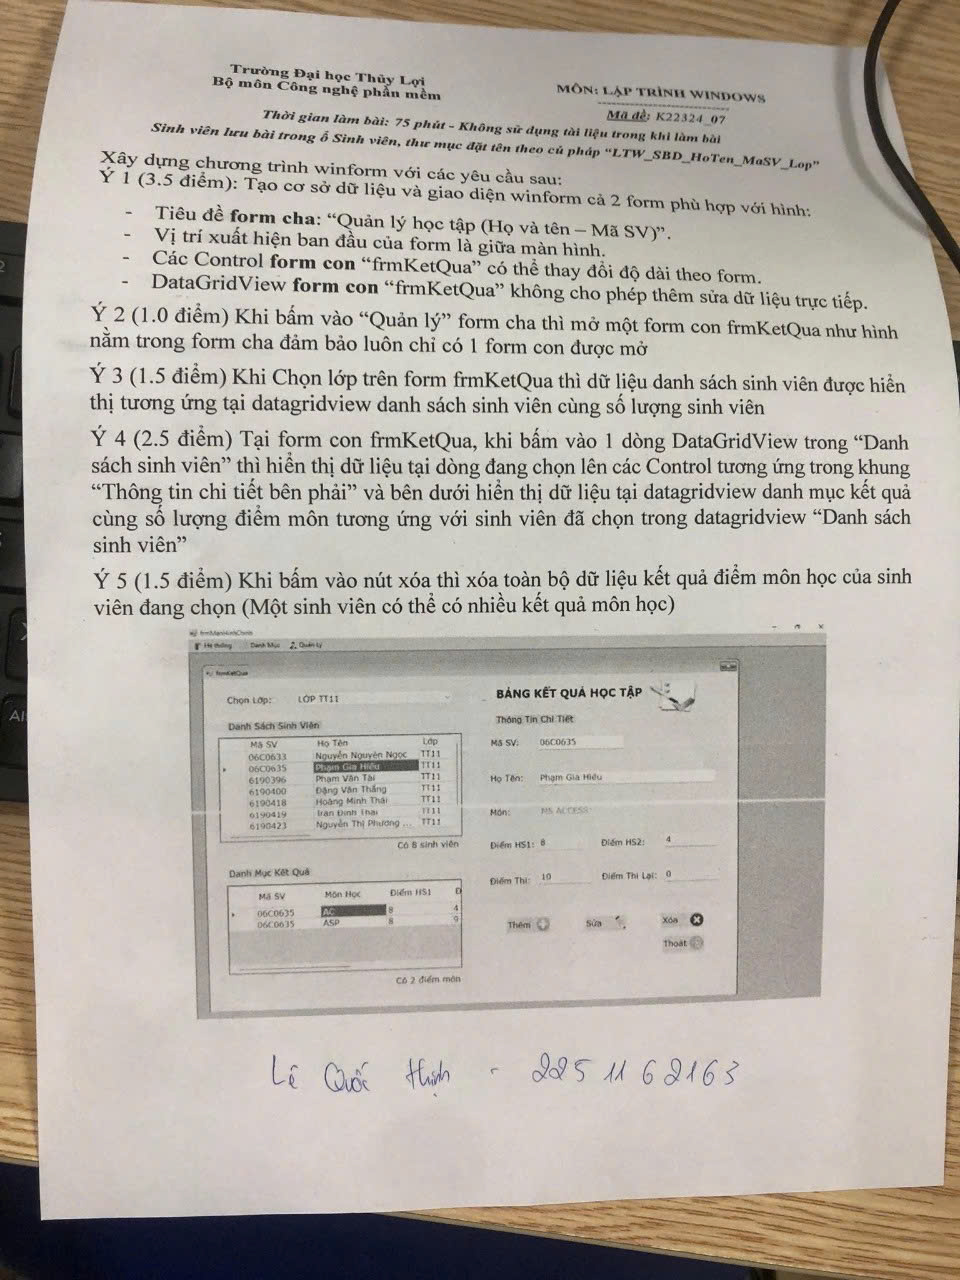 Trường Đại học Thủy Lợi
Bộ môn Công nghệ phần mềm
MÔN: LẬP TRÌNH WINDOWS
Mã đề: K22324_07
Thời gian làm bài: 75 phút - Không sử dụng tài liệu trong khi làm bài
Sinh viên lưu bài trong ổ Sinh viên, thư mục đặt tên theo cú pháp “LTW_SBD_HoTen_MaSV_Lop”
Xây dựng chương trình winform với các yêu cầu sau:
Ý 1 (3.5 điểm): Tạo cơ sở dữ liệu và giao diện winform cả 2 form phù hợp với hình:
- Tiêu đề form cha: “Quản lý học tập (Họ và tên – Mã SV)”.
- Vị trí xuất hiện ban đầu của form là giữa màn hình.
- Các Control form con “frmKetQua” có thể thay đổi độ dài theo form.
- DataGridView form con “frmKetQua” không cho phép thêm sửa dữ liệu trực tiếp.
Ý 2 (1.0 điểm) Khi bấm vào “Quản lý” form cha thì mở một form con frmKetQua như hình
nằm trong form cha đảm bảo luôn chỉ có 1 form con được mở
Ý 3 (1.5 điểm) Khi Chọn lớp trên form frmKetQua thì dữ liệu danh sách sinh viên được hiển
thị tương ứng tại datagridview danh sách sinh viên cùng số lượng sinh viên
Ý 4 (2.5 điểm) Tại form con frmKetQua, khi bấm vào 1 dòng DataGridView trong “Danh
sách sinh viên” thì hiển thị dữ liệu tại dòng đang chọn lên các Control tương ứng trong khung
“Thông tin chi tiết bên phải” và bên dưới hiển thị dữ liệu tại datagridview danh mục kết quả
cùng số lượng điểm môn tương ứng với sinh viên đã chọn trong datagridview “Danh sách
sinh viên”
Ý 5 (1.5 điểm) Khi bấm vào nút xóa thì xóa toàn bộ dữ liệu kết quả điểm môn học của sinh
viên đang chọn (Một sinh viên có thể có nhiều kết quả môn học)
frmManHinhChinh
Hệ thống Danh Mục Quản Lý
frmKetQua
Chọn Lớp: LỚP TT11
Danh Sách Sinh Viên
Mã SV Họ Tên Lớp
06C0633 Nguyễn Nguyên Ngọc TT11
06C0635 Phạm Gia Hiếu TT11
6190396 Phạm Văn Tài TT11
6190400 Đặng Văn Thắng TT11
6190418 Hoàng Minh Thái TT11
6190419 Trần Đình Thái TT11
6190423 Nguyễn Thị Phương ... TT11
Có 8 sinh viên
Danh Mục Kết Quả
Mã SV Môn Học Điểm HS1 D
06C0635 AC 8 4
06C0635 ASP 8 9
Có 2 điểm môn
BẢNG KẾT QUẢ HỌC TẬP
Thông Tin Chi Tiết
Mã SV: 06C0635
Họ Tên: Phạm Gia Hiếu
Môn: MS ACCESS
Điểm HS1: 8 Điểm HS2: 4
Điểm Thi: 10 Điểm Thi Lại: 0
Thêm Sửa Xóa
Thoát
Lê Quốc Thịnh - 2251162163